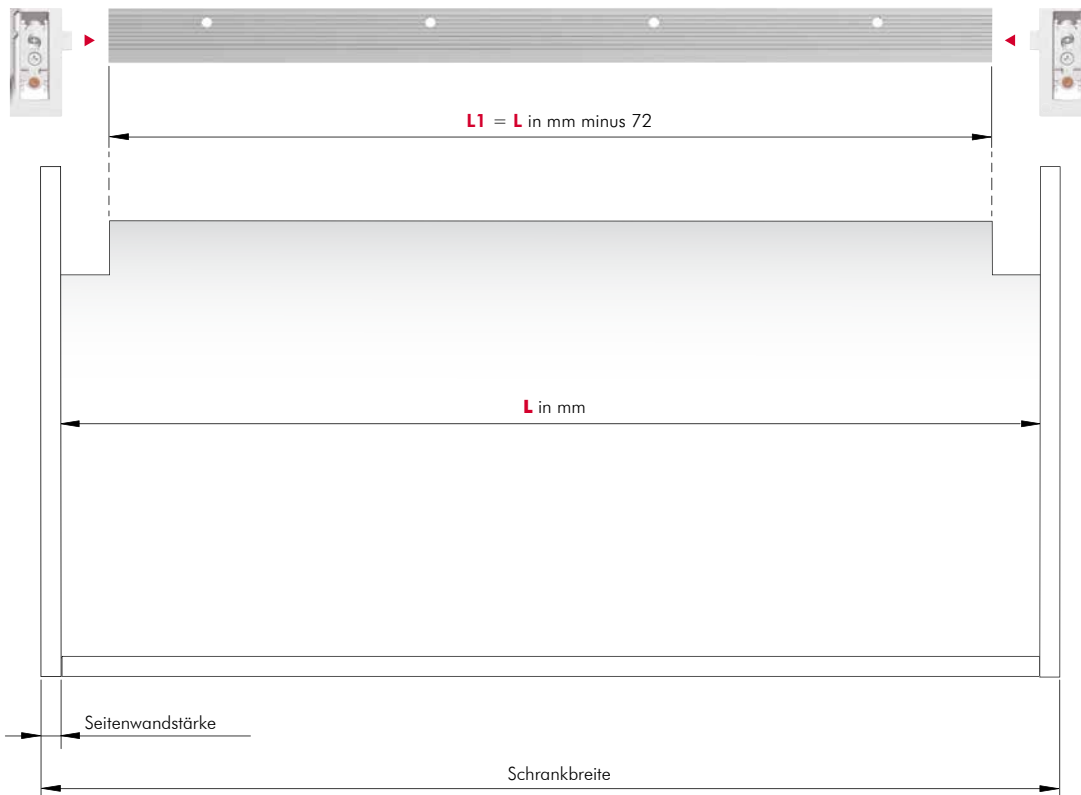 L1 = L in mm minus 72
L in mm
Seitenwandstärke
Schrankbreite